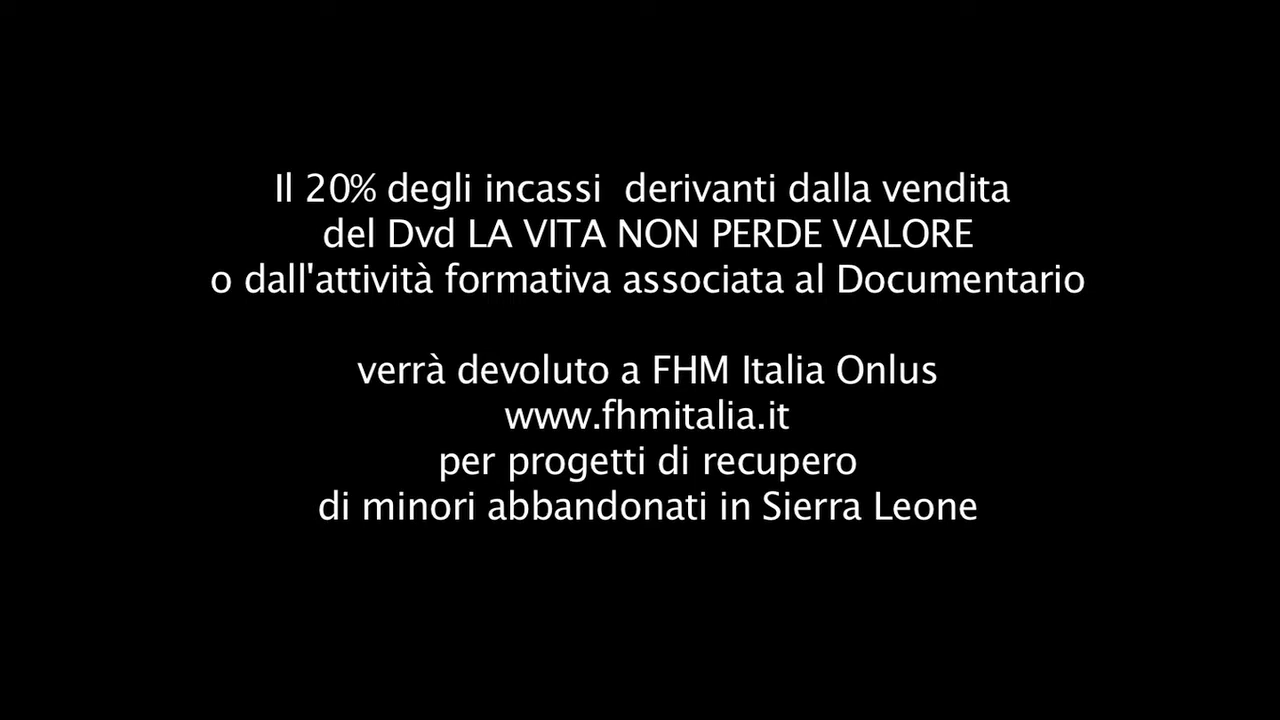 Il 20% degli incassi  derivanti dalla vendita
del Dvd LA VITA NON PERDE VALORE
o dall'attività formativa associata al Documentario
verrà devoluto a FHM Italia Onlus
www.fhmitalia.it
per progetti di recupero
di minori abbandonati in Sierra Leone